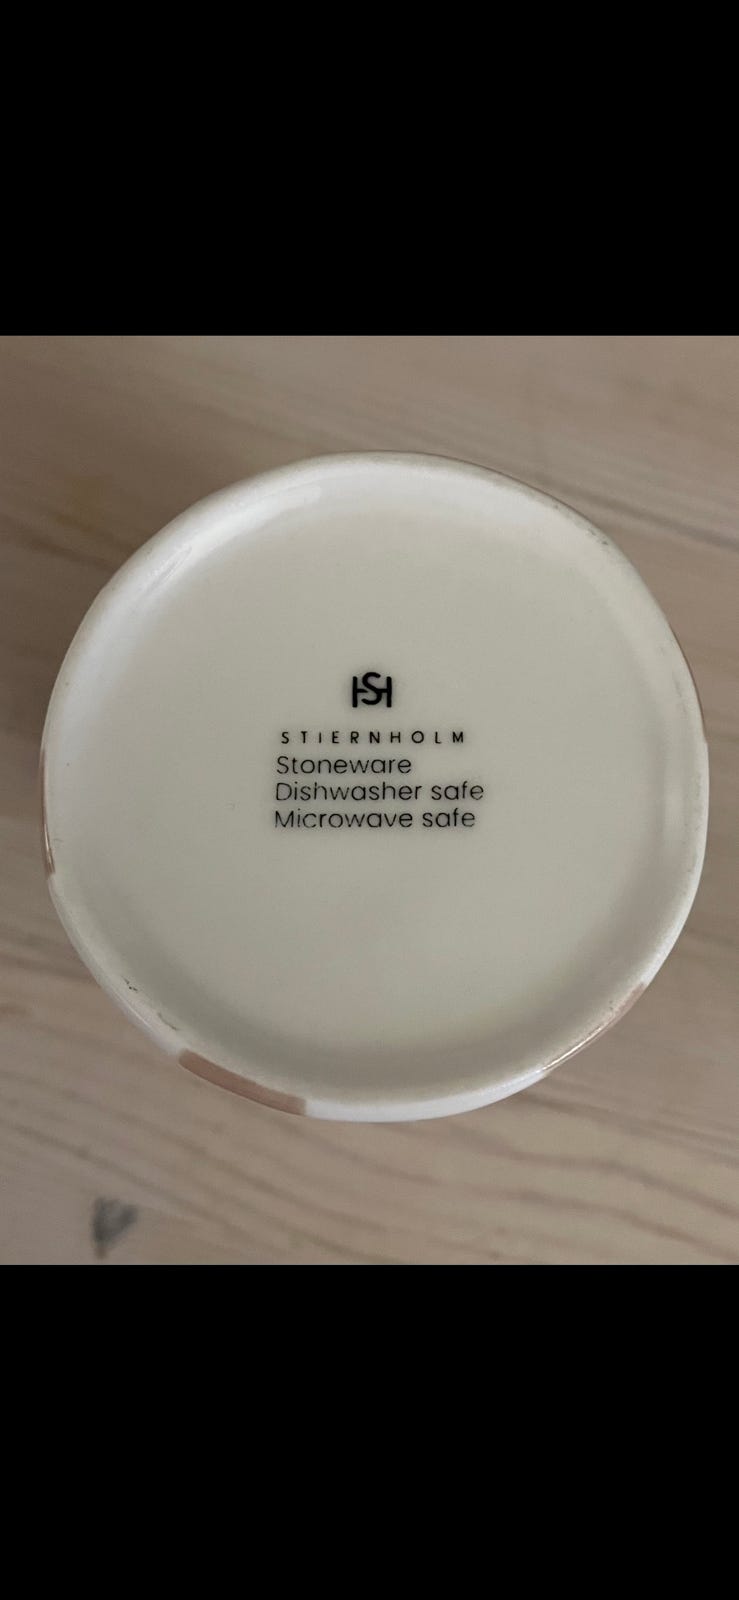 SH
STIERNHOLM
Stoneware
Dishwasher safe
Microwave safe